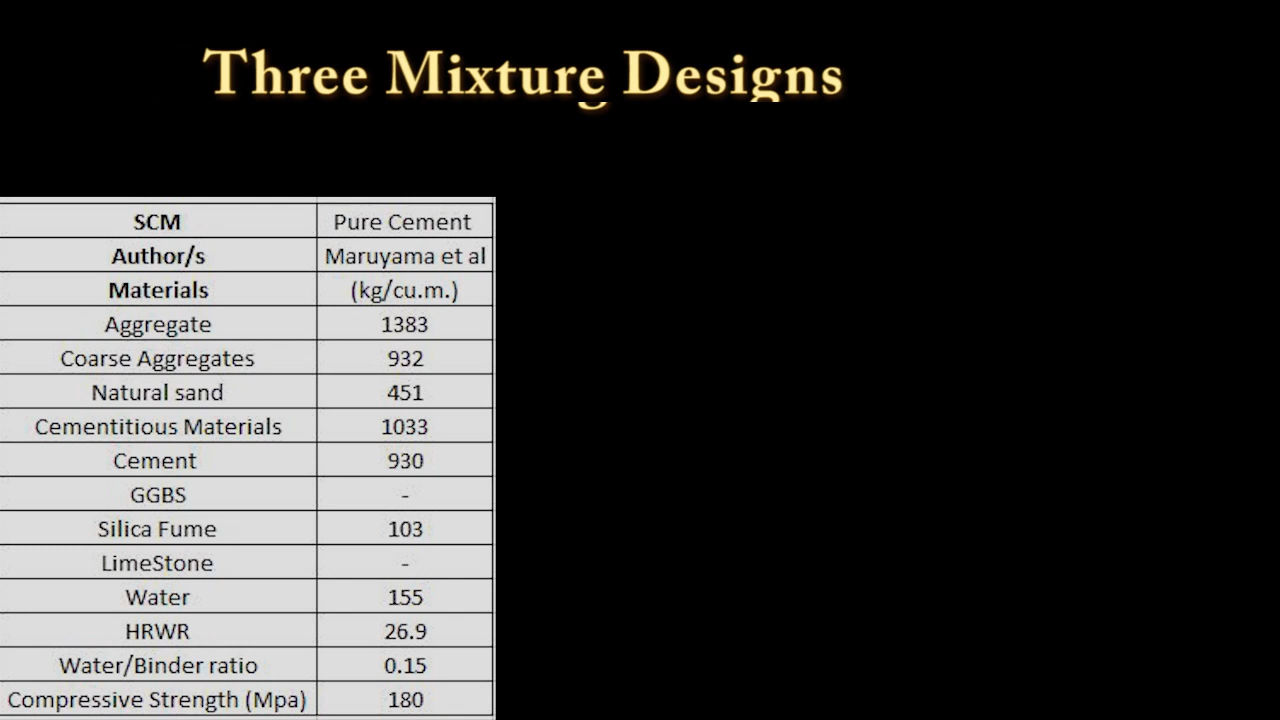 Three Mixture Designs
SCM Pure Cement
Author/s Maruyama et al
Materials (kg/cu.m.)
Aggregate 1383
Coarse Aggregates 932
Natural sand 451
Cementitious Materials 1033
Cement 930
GGBS -
Silica Fume 103
LimeStone -
Water 155
HRWR 26.9
Water/Binder ratio 0.15
Compressive Strength (Mpa) 180